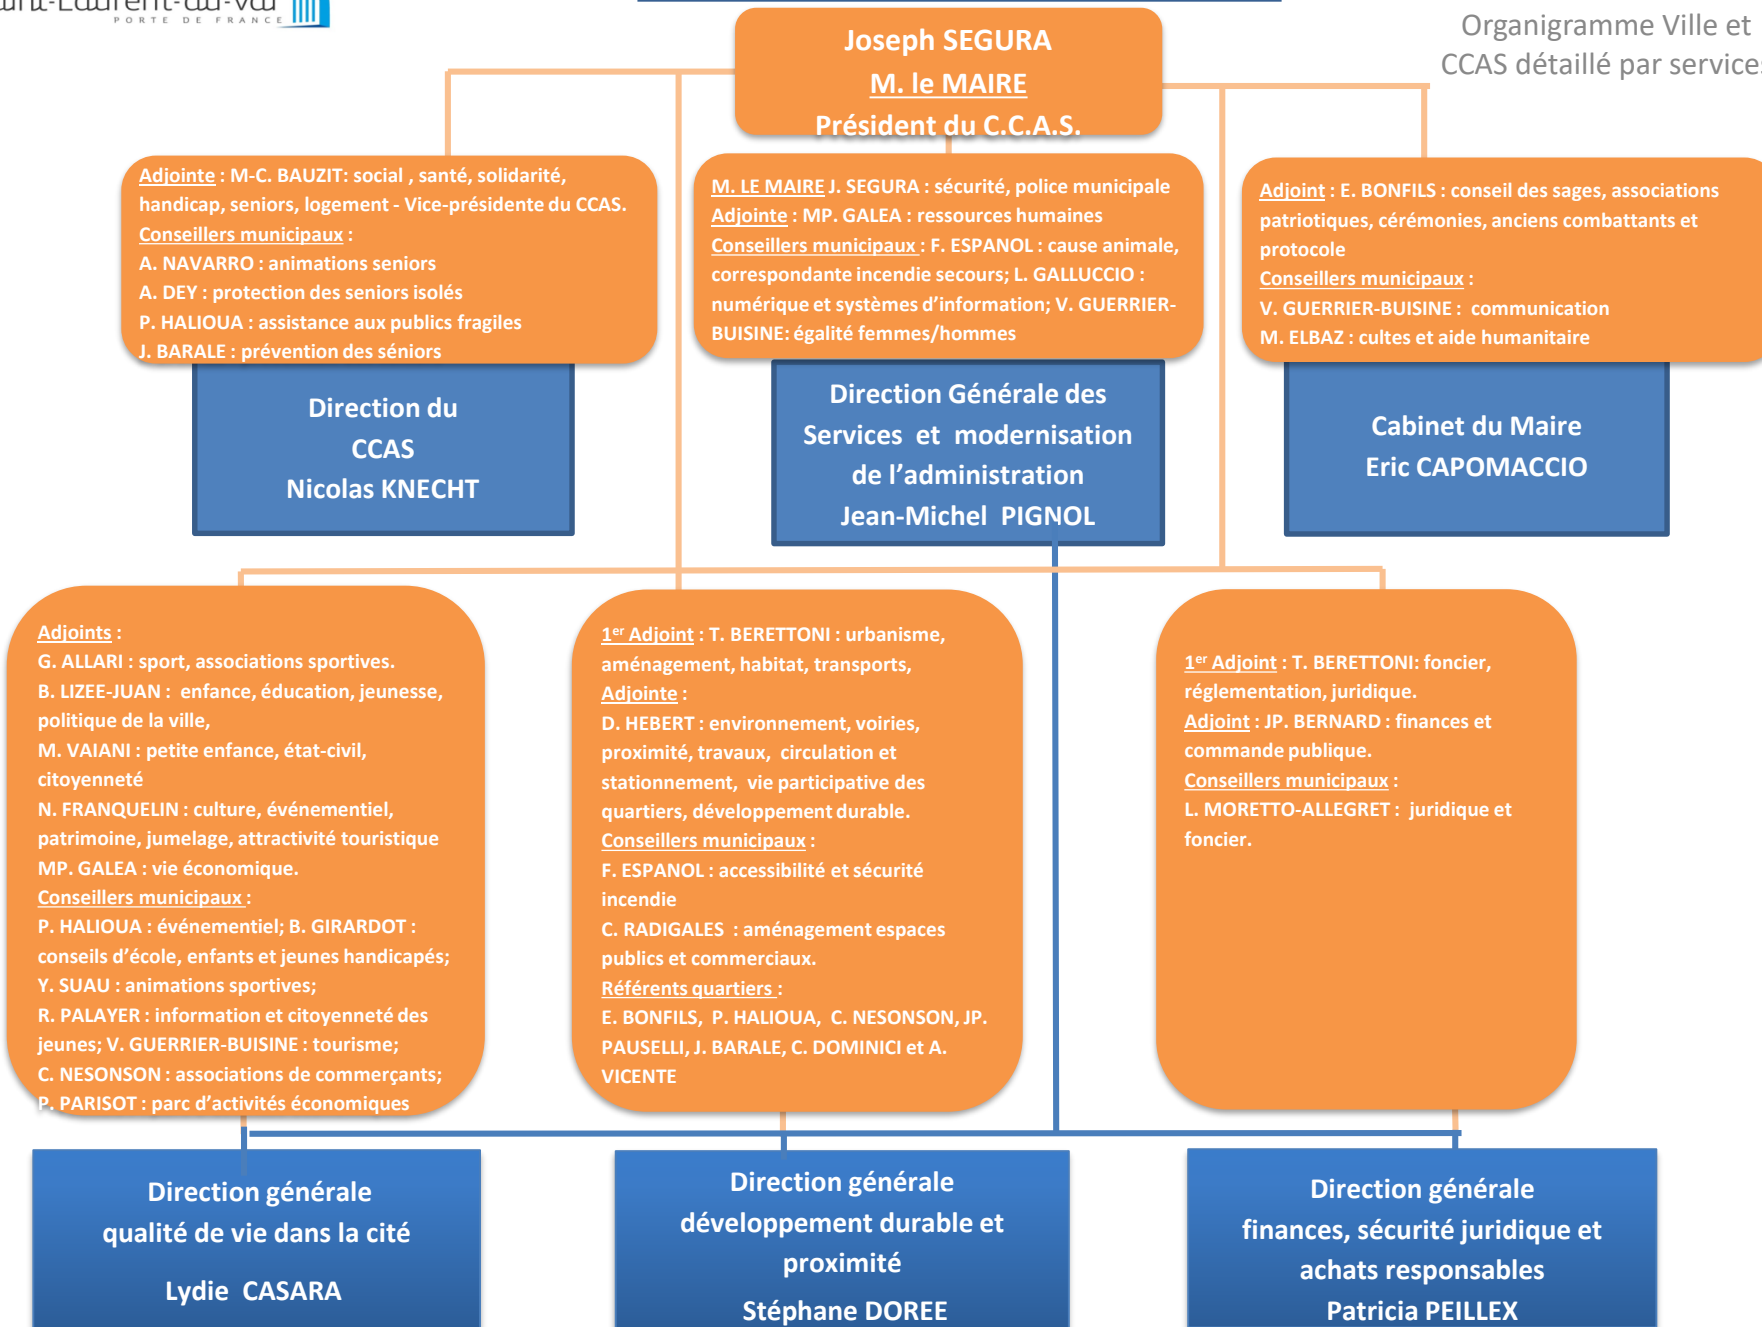 PORTE DE FRANCE
Organigramme Ville et
CCAS détaillé par services
Joseph SEGURA
M. le MAIRE
Président du C.C.A.S.
Adjointe : M-C. BAUZIT: social , santé, solidarité,
handicap, seniors, logement - Vice-présidente du CCAS.
Conseillers municipaux :
A. NAVARRO : animations seniors
A. DEY : protection des seniors isolés
P. HALIOUA : assistance aux publics fragiles
J. BARALE : prévention des séniors
M. LE MAIRE J. SEGURA : sécurité, police municipale
Adjointe : MP. GALEA : ressources humaines
Conseillers municipaux : F. ESPANOL : cause animale,
correspondante incendie secours; L. GALLUCCIO :
numérique et systèmes d'information; V. GUERRIER-
BUISINE: égalité femmes/hommes
Adjoint : E. BONFILS : conseil des sages, associations
patriotiques, cérémonies, anciens combattants et
protocole
Conseillers municipaux :
V. GUERRIER-BUISINE : communication
M. ELBAZ : cultes et aide humanitaire
Direction du
CCAS
Nicolas KNECHT
Direction Générale des
Services et modernisation
de l'administration
Jean-Michel PIGNOL
Cabinet du Maire
Eric CAPOMACCIO
Adjoints :
G. ALLARI : sport, associations sportives.
B. LIZEE-JUAN : enfance, éducation, jeunesse,
politique de la ville,
M. VAIANI : petite enfance, état-civil,
citoyenneté
N. FRANQUELIN : culture, événementiel,
patrimoine, jumelage, attractivité touristique
MP. GALEA : vie économique.
Conseillers municipaux :
P. HALIOUA : événementiel; B. GIRARDOT :
conseils d'école, enfants et jeunes handicapés;
Y. SUAU : animations sportives;
R. PALAYER : information et citoyenneté des
jeunes; V. GUERRIER-BUISINE : tourisme;
C. NESONSON : associations de commerçants;
P. PARISOT : parc d'activités économiques
1er Adjoint : T. BERETTONI : urbanisme,
aménagement, habitat, transports,
Adjointe :
D. HEBERT : environnement, voiries,
proximité, travaux, circulation et
stationnement, vie participative des
quartiers, développement durable.
Conseillers municipaux :
F. ESPANOL : accessibilité et sécurité
incendie
C. RADIGALES : aménagement espaces
publics et commerciaux.
Référents quartiers :
E. BONFILS, P. HALIOUA, C. NESONSON, JP.
PAUSELLI, J. BARALE, C. DOMINICI et A.
VICENTE
1er Adjoint : T. BERETTONI: foncier,
réglementation, juridique.
Adjoint : JP. BERNARD : finances et
commande publique.
Conseillers municipaux :
L. MORETTO-ALLEGRET : juridique et
foncier.
Direction générale
qualité de vie dans la cité
Lydie CASARA
Direction générale
développement durable et
proximité
Stéphane DOREE
Direction générale
finances, sécurité juridique et
achats responsables
Patricia PEILLEX